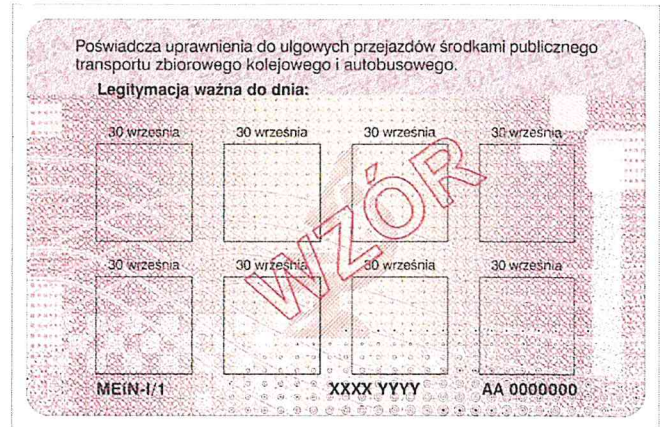 Poświadcza uprawnienia do ulgowych przejazdów środkami publicznego
transportu zbiorowego kolejowego i autobusowego.
Legitymacja ważna do dnia:
30 września 30 września 30 września 30 września
WZÓR
30 września 30 września 30 września 30 września
MEiN-I/1 XXXX YYYY AA 0000000